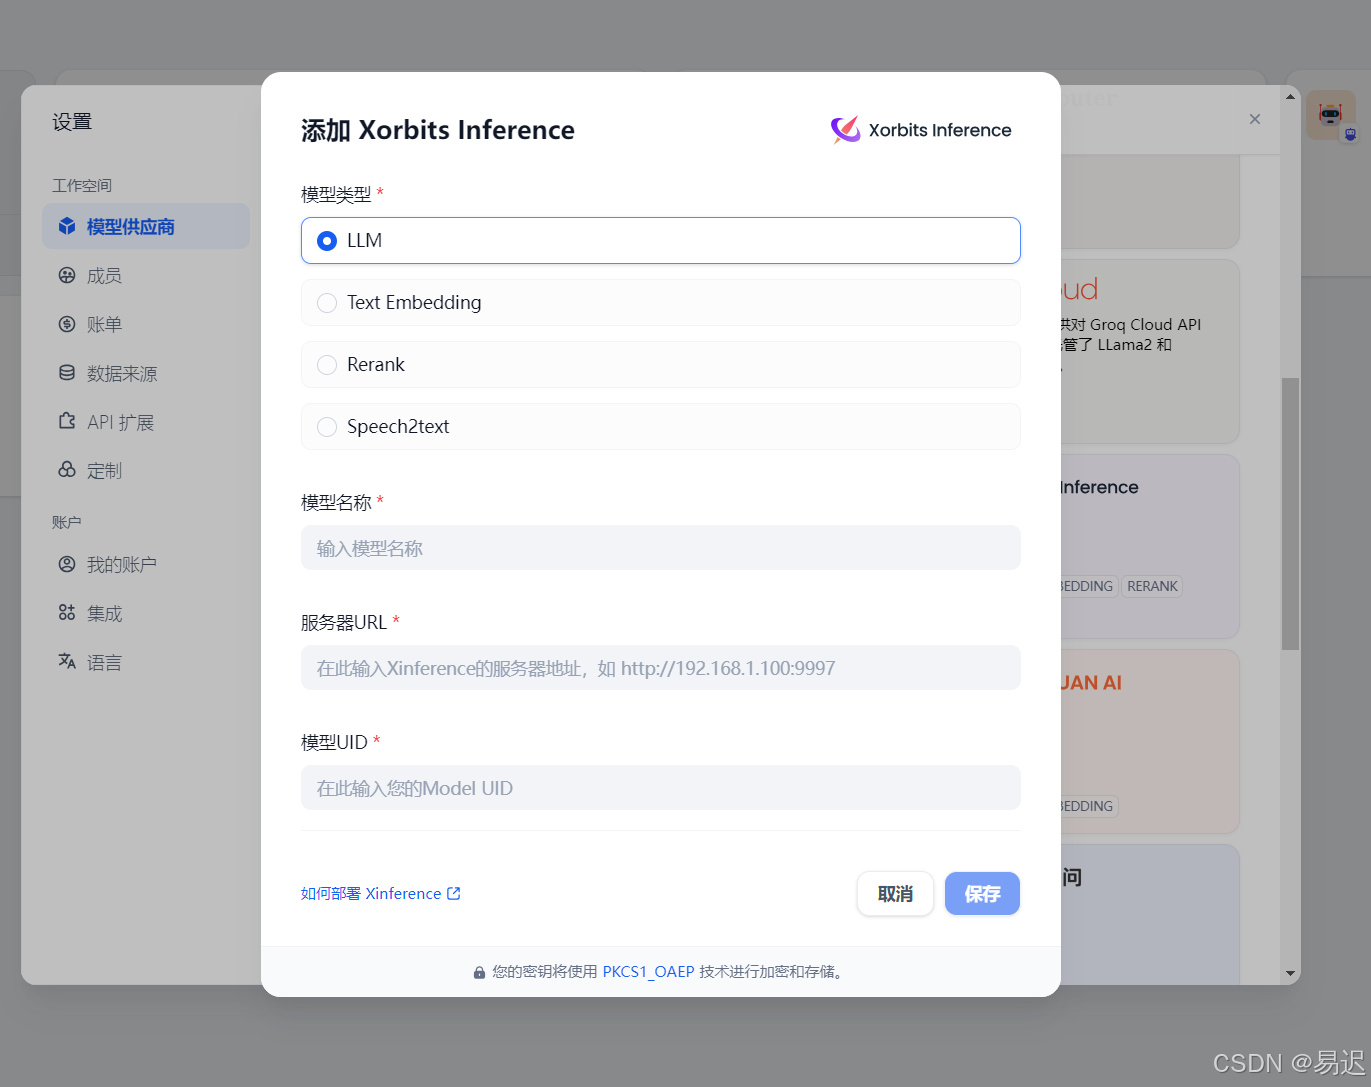 设置
工作空间
模型供应商
成员
账单
数据来源
API 扩展
定制
账户
我的账户
集成
语言
添加 Xorbits Inference
Xorbits Inference
模型类型 *
LLM
Text Embedding
Rerank
Speech2text
模型名称 *
输入模型名称
服务器URL *
在此输入Xinference的服务器地址，如 http://192.168.1.100:9997
模型UID *
在此输入您的Model UID
如何部署 Xinference
取消
保存
您的密钥将使用 PKCS1_OAEP 技术进行加密和存储。
oud
供对 Groq Cloud API
管了 LLama2 和
Inference
BEDDING
RERANK
UAN AI
BEDDING
问
CSDN @易迟